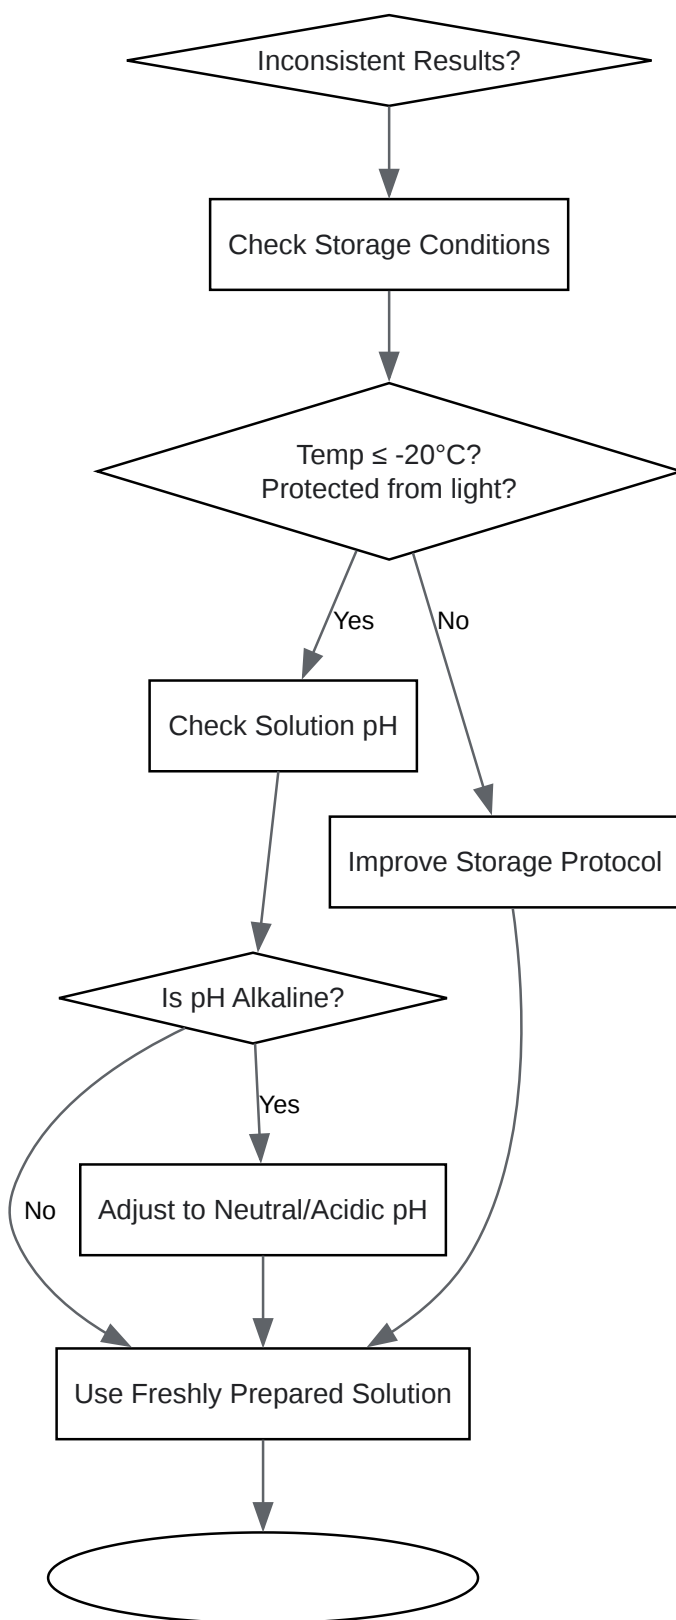 Inconsistent Results?
Check Storage Conditions
Temp ≤ -20°C?
Protected from light?
Yes
No
Check Solution pH
Improve Storage Protocol
Is pH Alkaline?
Yes
No
Adjust to Neutral/Acidic pH
Use Freshly Prepared Solution